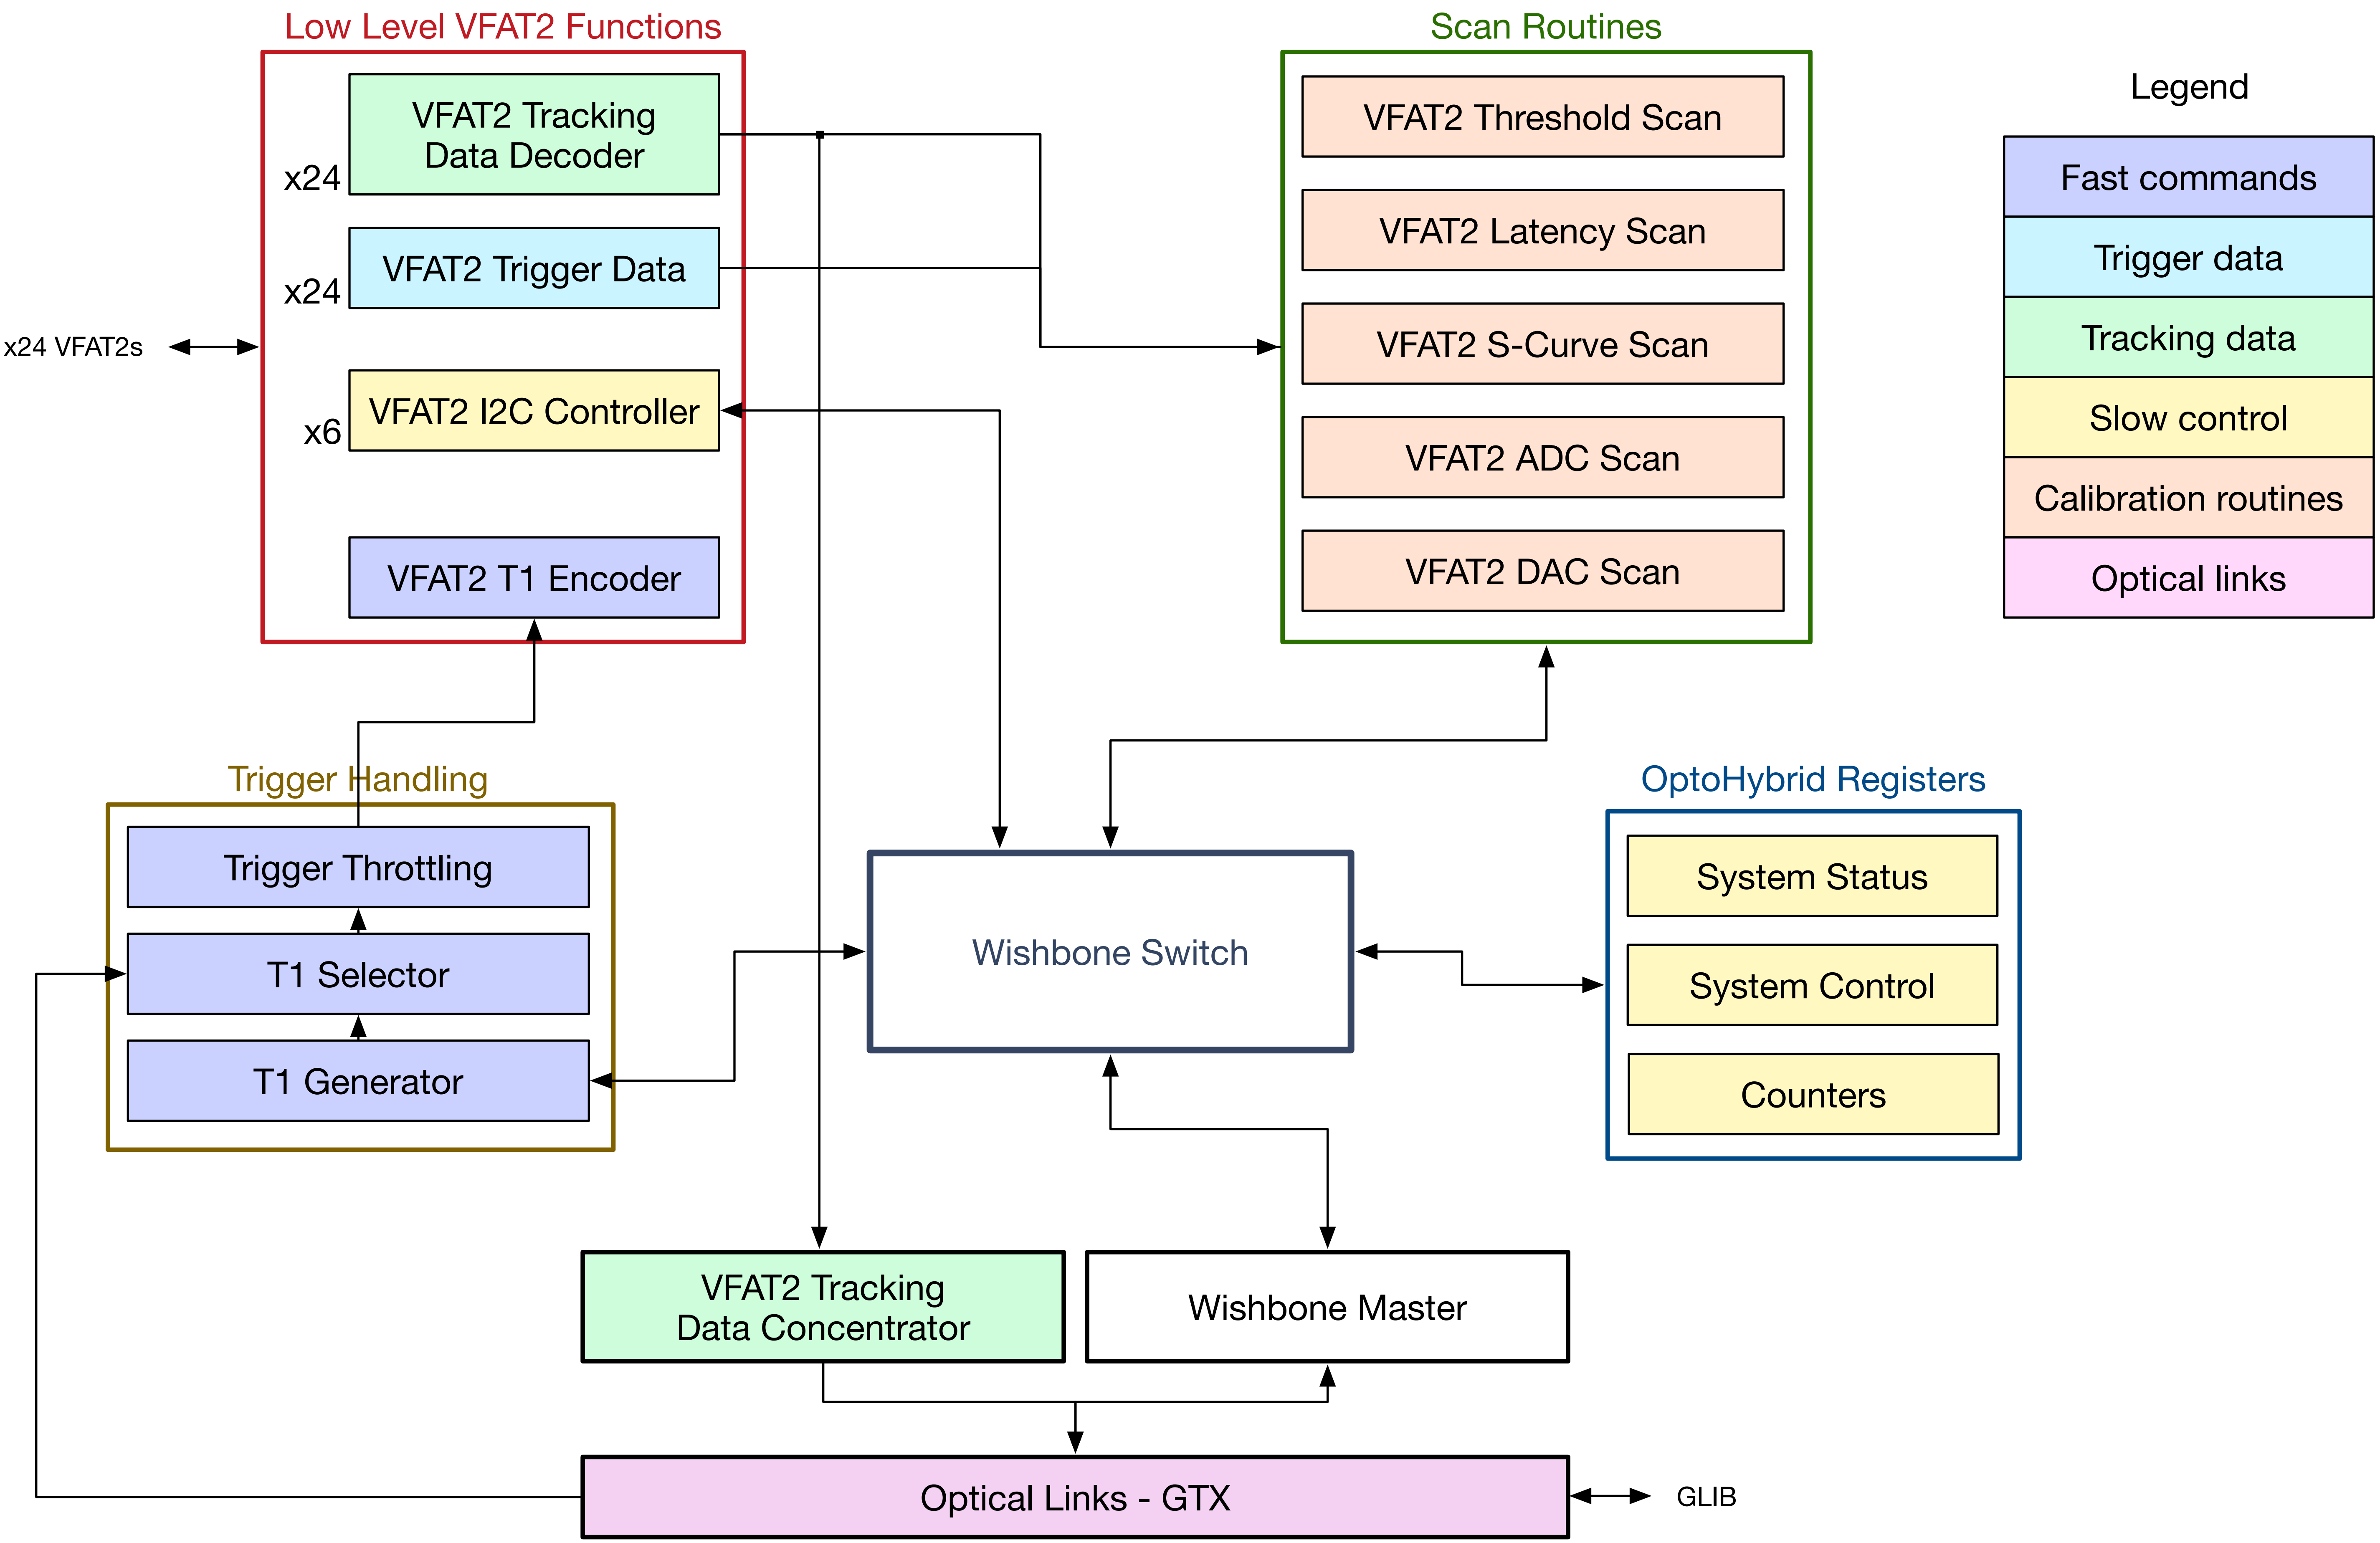 Low Level VFAT2 Functions
VFAT2 Tracking
Data Decoder
x24
VFAT2 Trigger Data
x24
x24 VFAT2s
VFAT2 I2C Controller
x6
VFAT2 T1 Encoder
Scan Routines
VFAT2 Threshold Scan
VFAT2 Latency Scan
VFAT2 S-Curve Scan
VFAT2 ADC Scan
VFAT2 DAC Scan
Legend
Fast commands
Trigger data
Tracking data
Slow control
Calibration routines
Optical links
Trigger Handling
Trigger Throttling
T1 Selector
T1 Generator
Wishbone Switch
OptoHybrid Registers
System Status
System Control
Counters
VFAT2 Tracking
Data Concentrator
Wishbone Master
Optical Links - GTX
GLIB